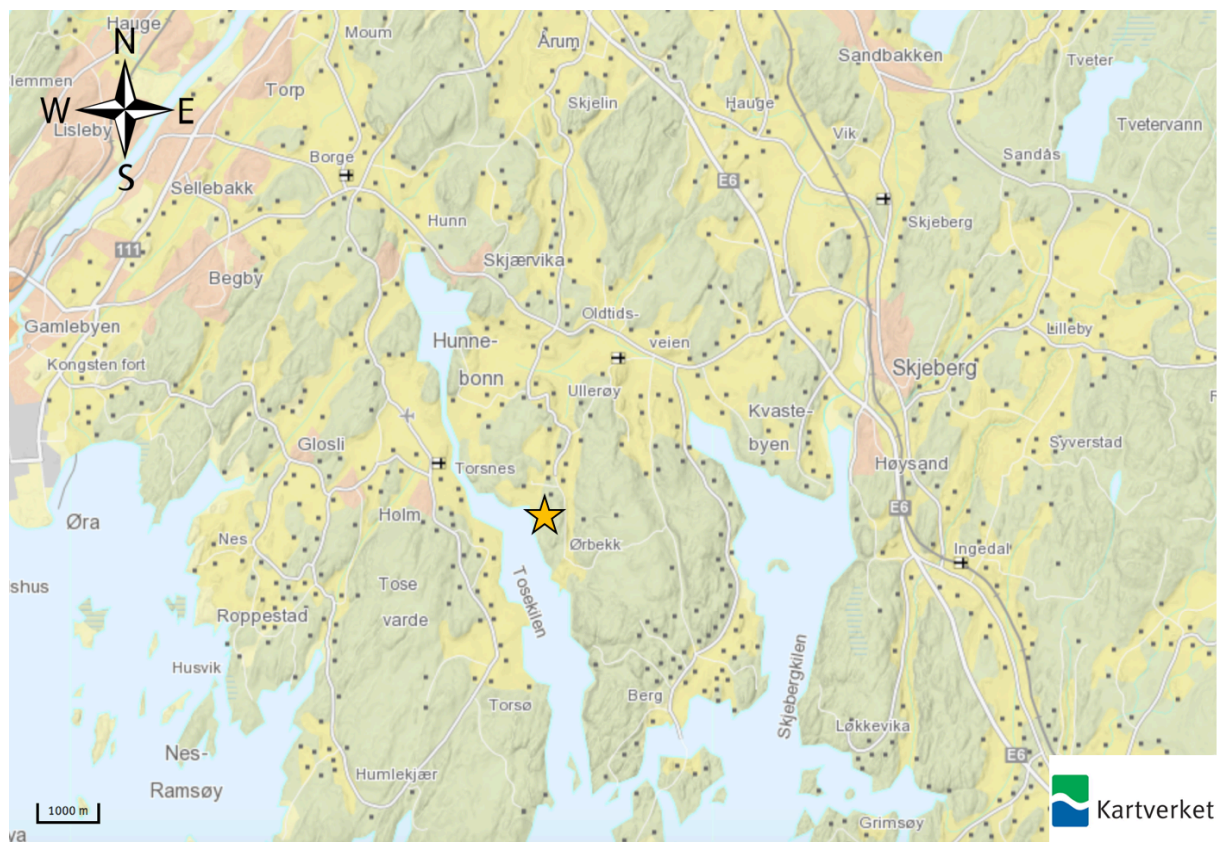 Hauge
Moum
Årum
N
Sandbakken
Tveter
lemmen
Torp
Skjelin
Hauge
W
E
Lisleby
Vik
Tvetervann
Borge
Sandås
S
Sellebakk
E6
Hunn
Skjeberg
111
Skjærvika
Begby
Oldtids-
Gamlebyen
Lilleby
Hunne-
veien
Kongsten fort
Skjeberg
bonn
Ullerøy
Kvaste-
byen
Glosli
Syverstad
Torsnes
Høysand
E6
Holm
Øra
Nes
Ørbekk
Ingedal
shus
Tose
varde
Tosekilen
Roppestad
Husvik
Skjebergkilen
Berg
Torsø
Løkkevika
Nes-
Ramsøy
E6
Humlekjær
1000 m
Kartverket
Grimsøy
va